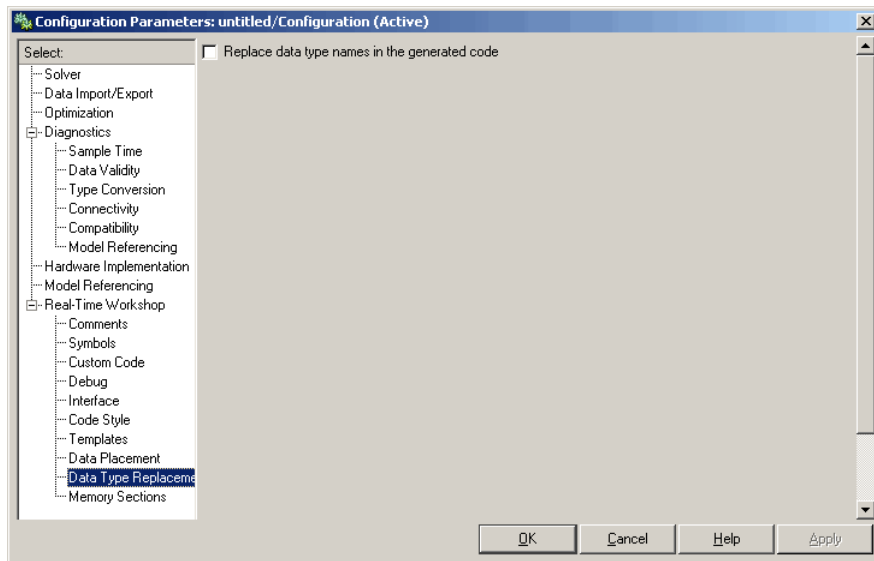 Configuration Parameters: untitled/Configuration (Active)
Select:
Solver
Data Import/Export
Optimization
Diagnostics
Sample Time
Data Validity
Type Conversion
Connectivity
Compatibility
Model Referencing
Hardware Implementation
Model Referencing
Real-Time Workshop
Comments
Symbols
Custom Code
Debug
Interface
Code Style
Templates
Data Placement
Data Type Replaceme
Memory Sections
Replace data type names in the generated code
OK
Cancel
Help
Apply